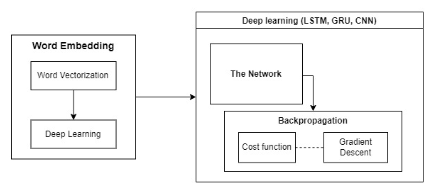 Word Embedding
Word Vectorization
Deep Learning
Deep learning (LSTM, GRU, CNN)
The Network
Backpropagation
Cost function
Gradient
Descent